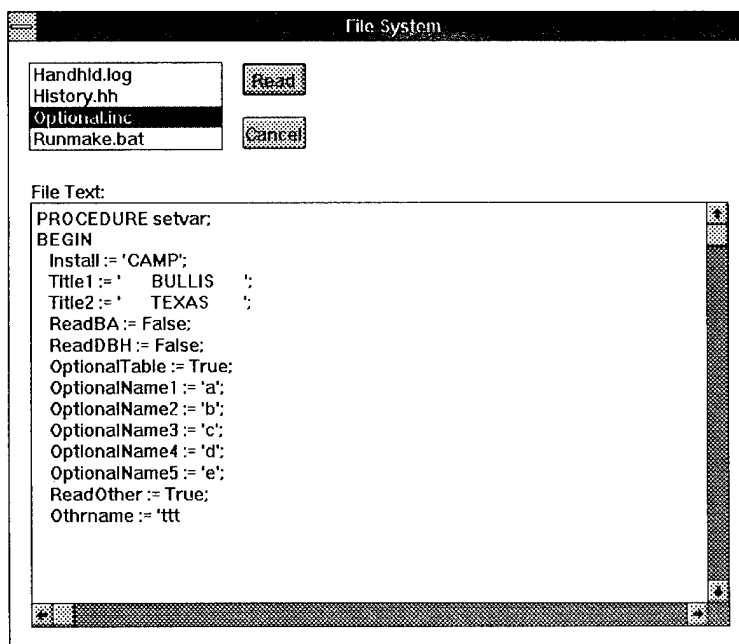 File System
Handhld.log
History.hh
Optional.inc
Runmake.bat
Read
Cancel
File Text:
PROCEDURE setvar;
BEGIN
Install := 'CAMP';
Title1 := '      BULLIS      ';
Title2 := '      TEXAS      ';
ReadBA := False;
ReadDBH := False;
OptionalTable := True;
OptionalName1 := 'a';
OptionalName2 := 'b';
OptionalName3 := 'c';
OptionalName4 := 'd';
OptionalName5 := 'e';
ReadOther := True;
Othrname := 'ttt